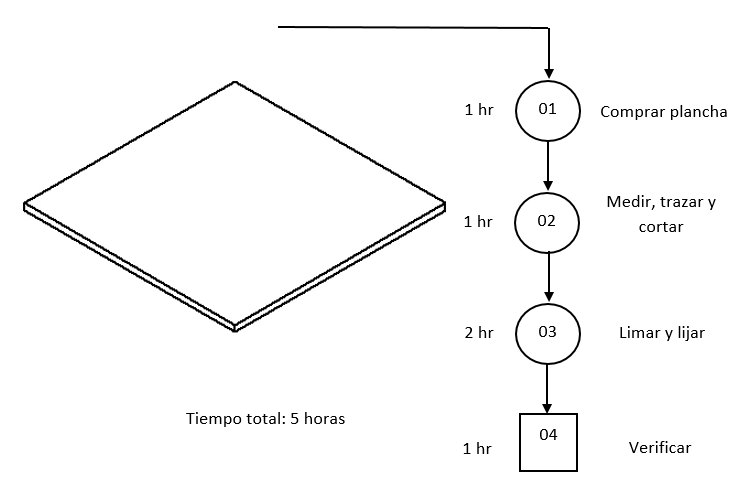 1 hr
01
Comprar plancha
1 hr
02
Medir, trazar y
cortar
2 hr
03
Limar y lijar
Tiempo total: 5 horas
1 hr
04
Verificar